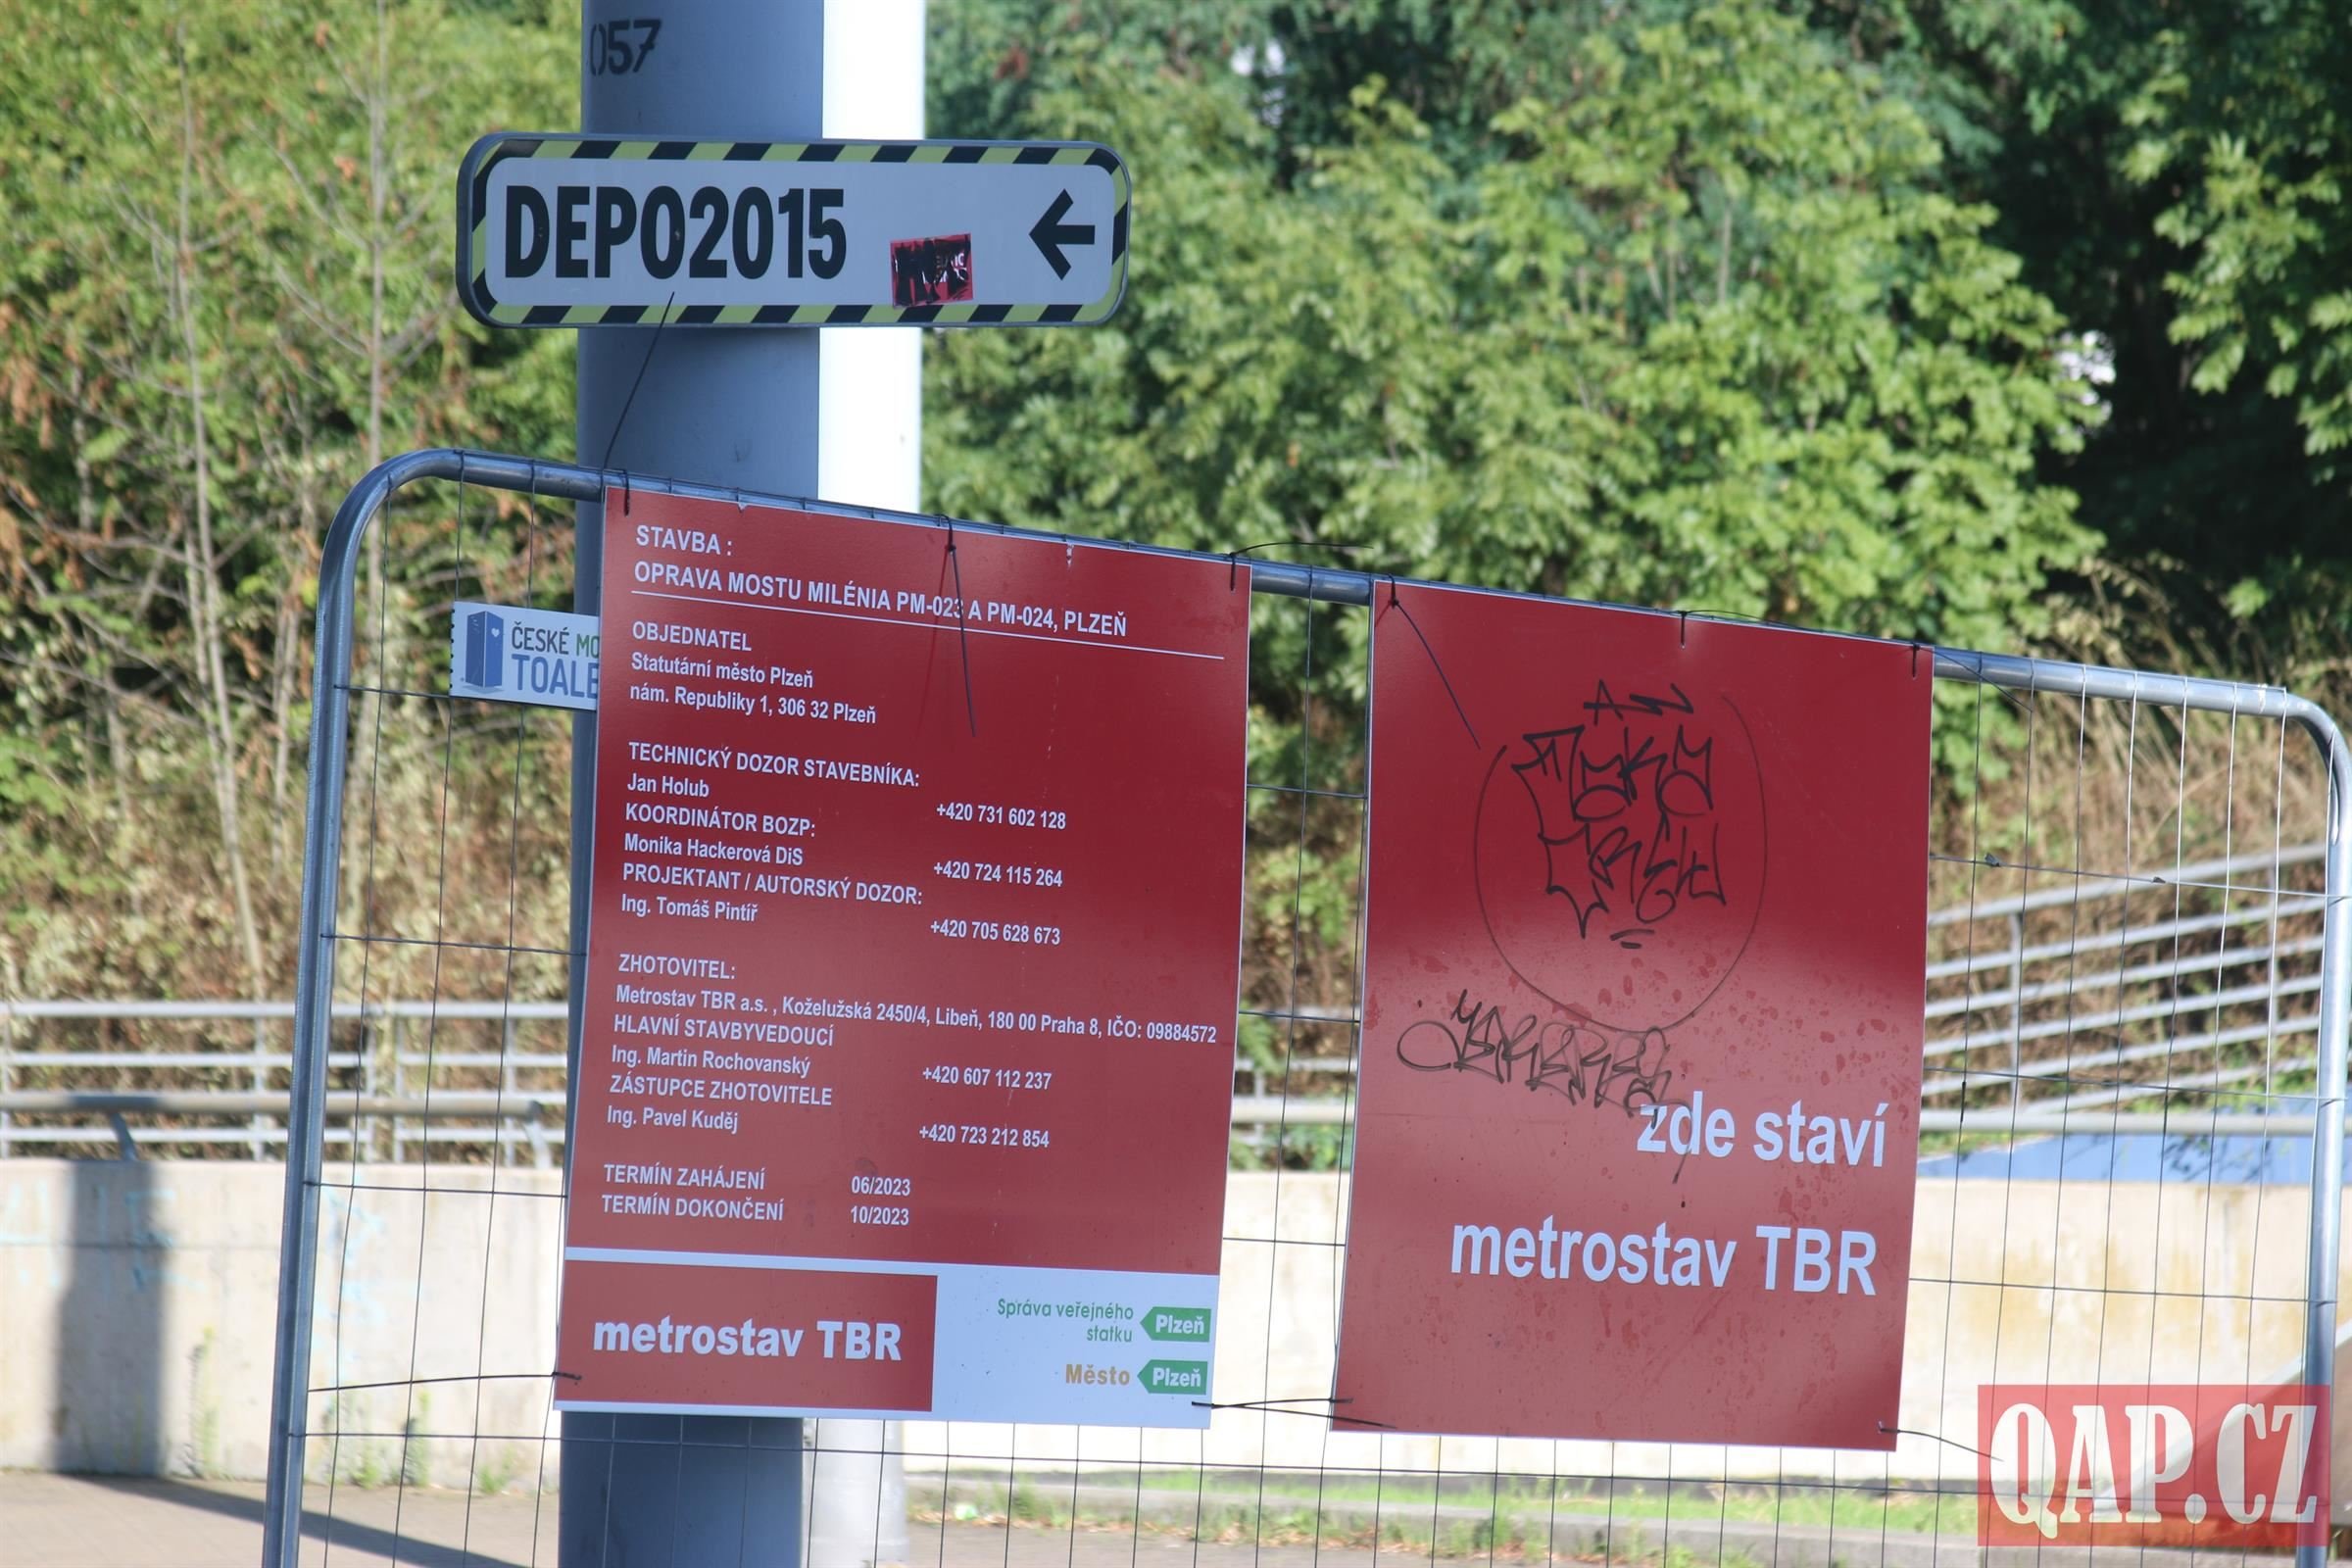 057
DEPO2015
STAVBA :
OPRAVA MOSTU MILÉNIA PM-023 A PM-024, PLZEŇ
OBJEDNATEL
Statutární město Plzeň
nám. Republiky 1, 306 32 Plzeň
TECHNICKÝ DOZOR STAVEBNÍKA:
Jan Holub
+420 731 602 128
KOORDINÁTOR BOZP:
Monika Hackerová DiS
+420 724 115 264
PROJEKTANT / AUTORSKÝ DOZOR:
Ing. Tomáš Pintíř
+420 705 628 673
ZHOTOVITEL:
Metrostav TBR a.s. , Koželužská 2450/4, Libeň, 180 00 Praha 8, IČO: 09884572
HLAVNÍ STAVBYVEDOUCÍ
Ing. Martin Rochovanský
+420 607 112 237
ZÁSTUPCE ZHOTOVITELE
Ing. Pavel Kuděj
+420 723 212 854
TERMÍN ZAHÁJENÍ 06/2023
TERMÍN DOKONČENÍ 10/2023
metrostav TBR
Správa veřejného
statku
Plzeň
Město Plzeň
ČESKÉ MO
TOALE
zde staví
metrostav TBR
QAP.CZ